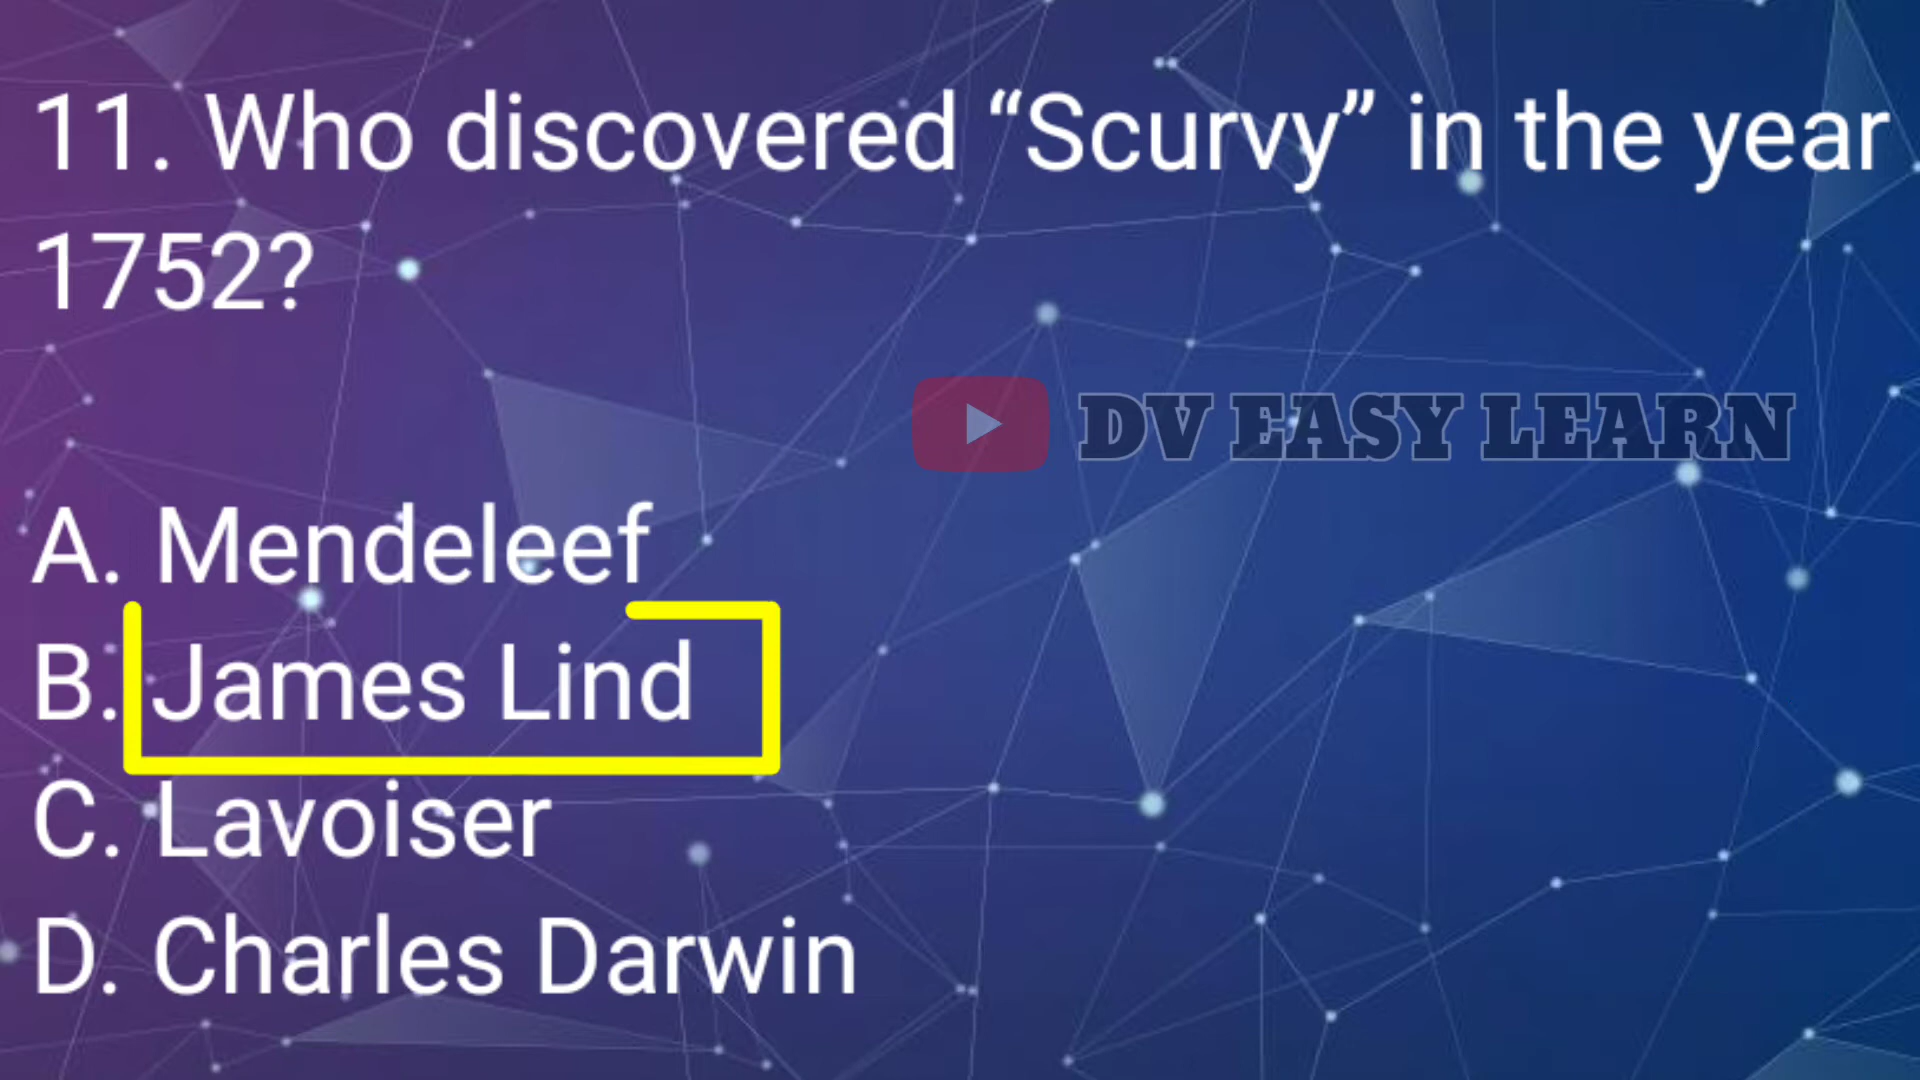 11. Who discovered “Scurvy” in the year
1752?
DV EASY LEARN
A. Mendeleef
B. James Lind
C. Lavoiser
D. Charles Darwin